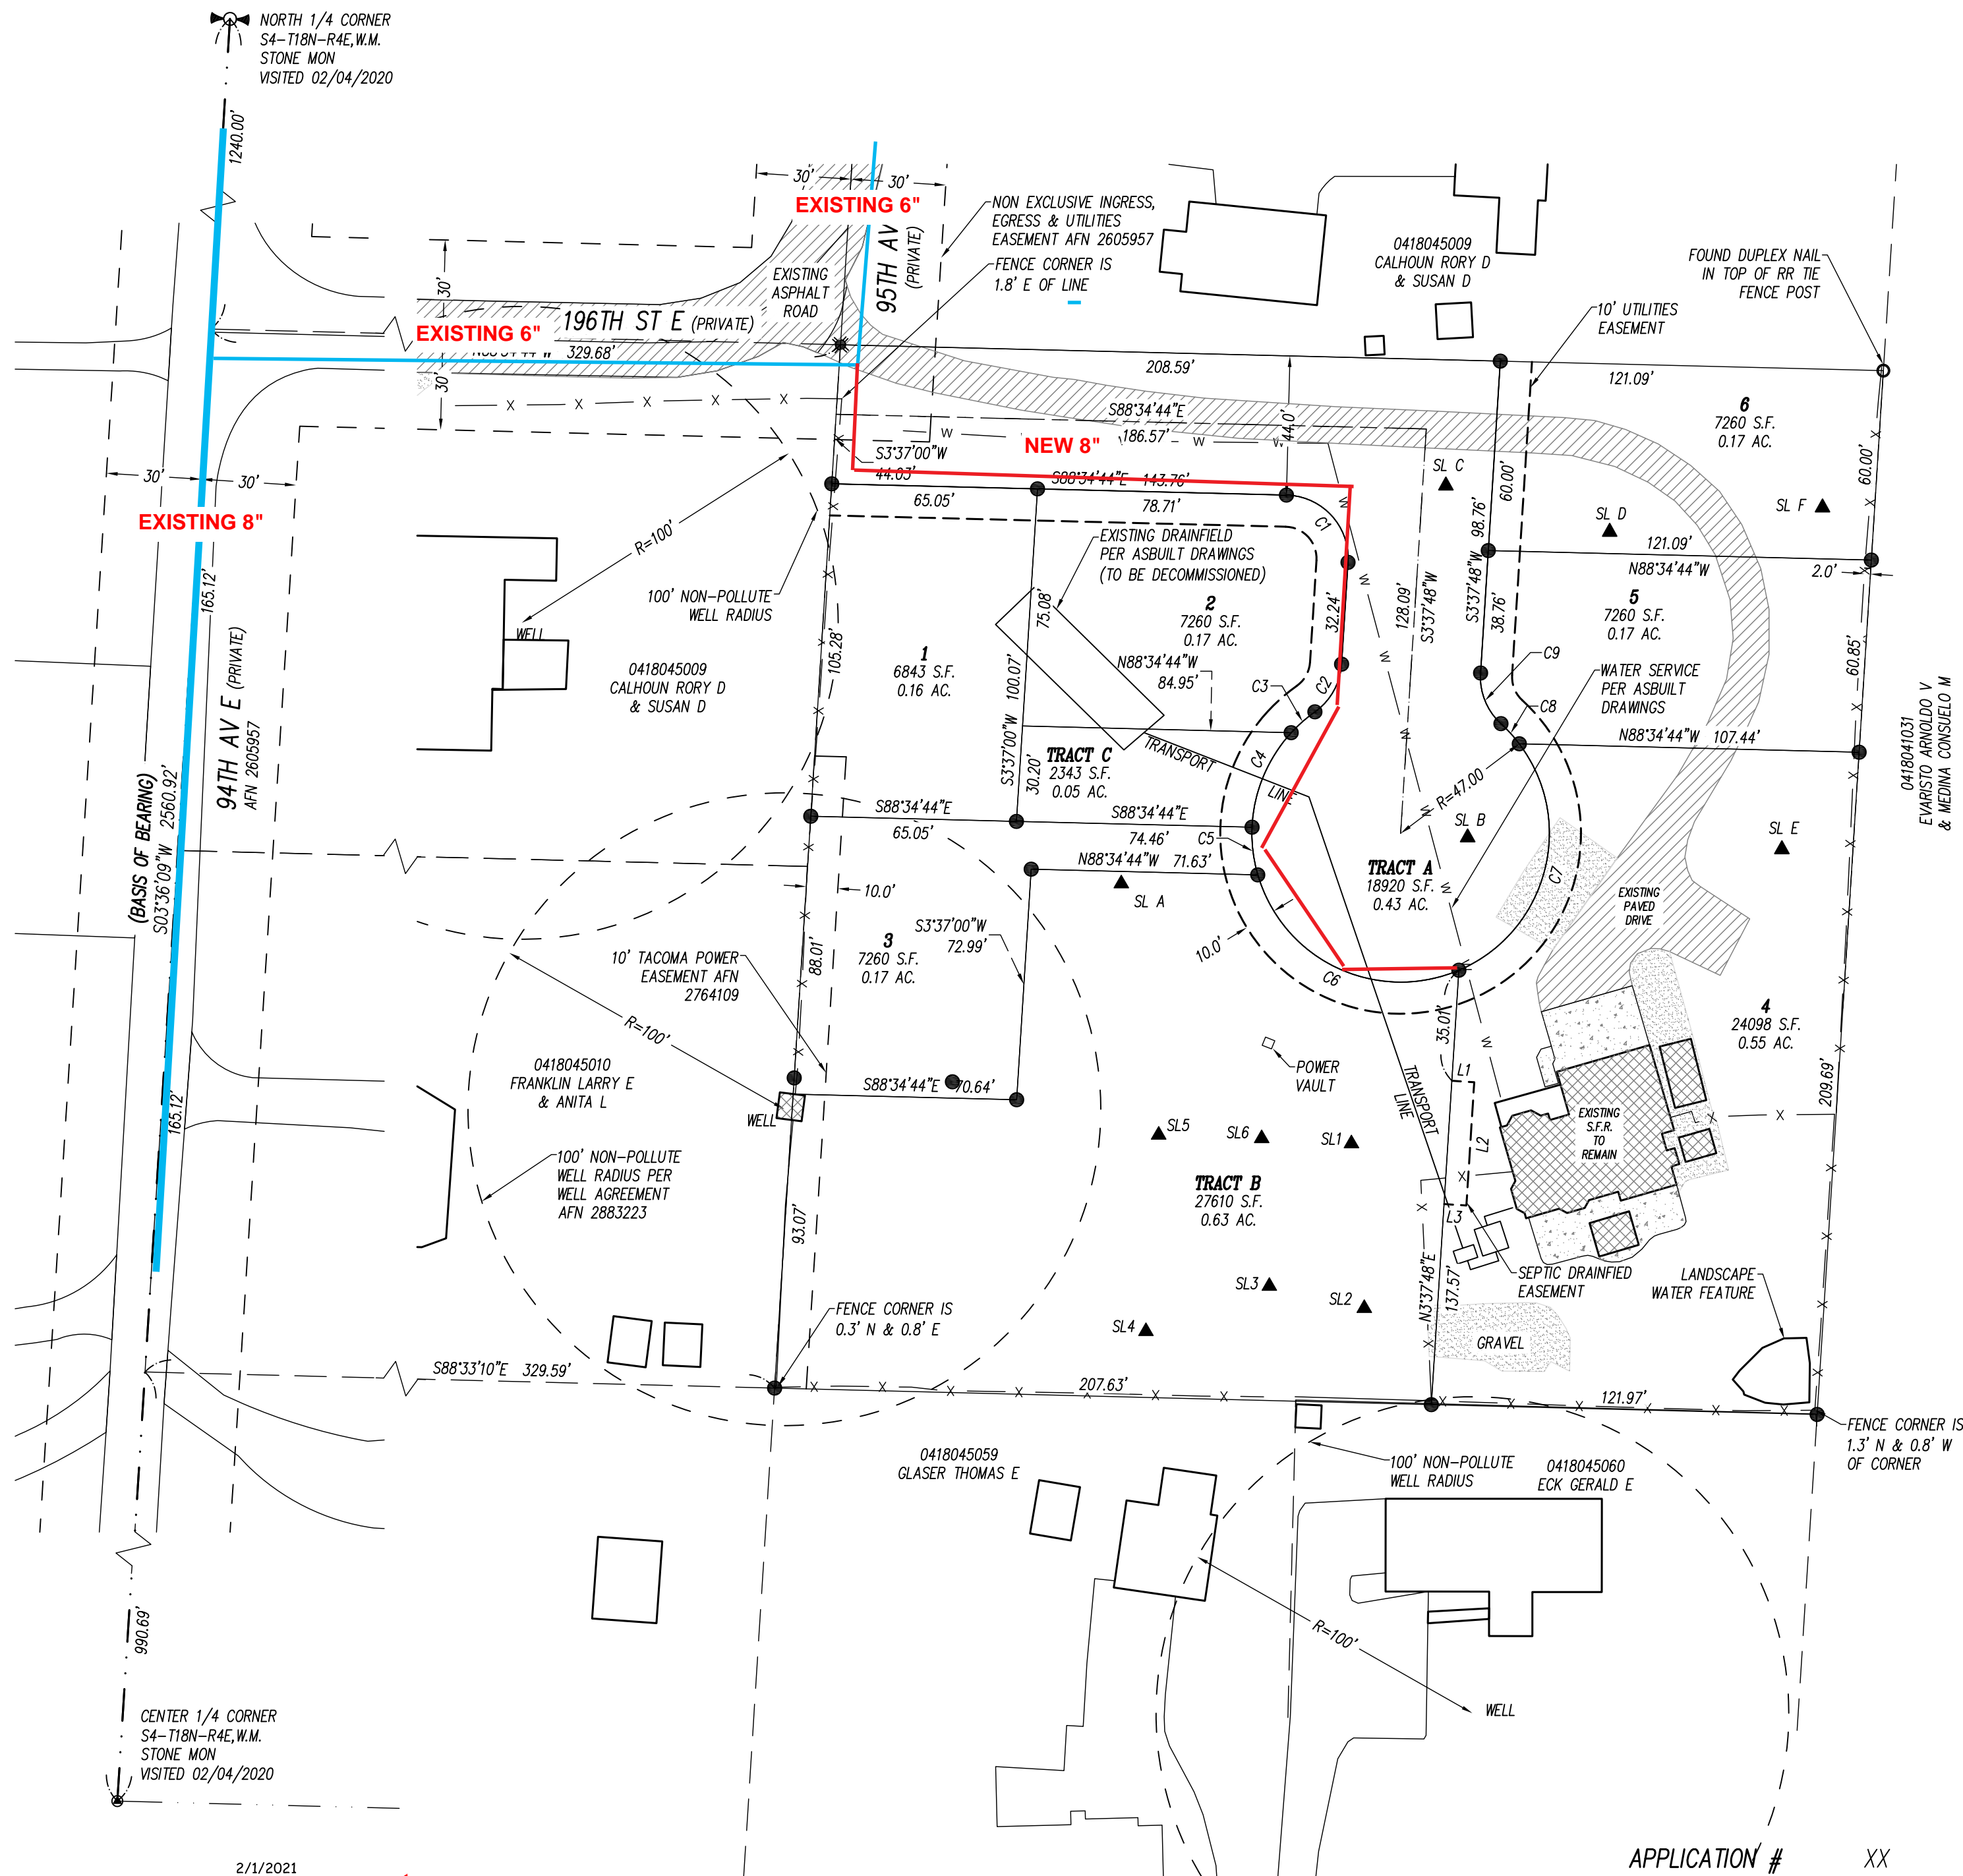 NORTH 1/4 CORNER
S4-T18N-R4E,W.M.
STONE MON
VISITED 02/04/2020
1240.00'
30'
30'
EXISTING 6"
95TH AV
(PRIVATE)
NON EXCLUSIVE INGRESS,
EGRESS & UTILITIES
EASEMENT AFN 2605957
FENCE CORNER IS
1.8' E OF LINE
0418045009
CALHOUN RORY D
& SUSAN D
FOUND DUPLEX NAIL
IN TOP OF RR TIE
FENCE POST
10' UTILITIES
EASEMENT
EXISTING
ASPHALT
ROAD
30'
EXISTING 6"
196TH ST E (PRIVATE)
329.68'
30'
208.59'
121.09'
S88°34'44"E
186.57'
44.0'
W
W
W
NEW 8"
S3°37'00"W
44.03'
S88°34'44"E 143.76'
65.05'
78.71'
6
7260 S.F.
0.17 AC.
60.00'
60.00'
98.76'
SL C
SL F
SL D
30'
30'
EXISTING 8"
R=100'
C1
EXISTING DRAINFIELD
PER ASBUILT DRAWINGS
(TO BE DECOMMISSIONED)
121.09'
N88°34'44"W
2.0'
100' NON-POLLUTE
WELL RADIUS
WELL
165.12'
94TH AV E (PRIVATE)
AFN 2605957
0418045009
CALHOUN RORY D
& SUSAN D
105.28'
1
6843 S.F.
0.16 AC.
75.08'
S3°37'00"W 100.07'
2
7260 S.F.
0.17 AC.
32.24'
N88°34'44"W
84.95'
128.09'
S3°37'48"W
S3°37'48"W
38.76'
5
7260 S.F.
0.17 AC.
60.85'
C9
C3
C2
C8
WATER SERVICE
PER ASBUILT
DRAWINGS
0418041031
EVARISTO ARNOLDO V
& MEDINA CONSUELO M
N88°34'44"W 107.44'
TRANSPORT
LINE
TRACT C
2343 S.F.
0.05 AC.
30.20'
C4
R=47.00
S88°34'44"E
65.05'
S88°34'44"E
74.46'
C5
SL B
SL E
(BASIS OF BEARING)
S03°36'09"W 2560.92'
N88°34'44"W 71.63'
SL A
10.0'
TRACT A
18920 S.F.
0.43 AC.
C7
EXISTING
PAVED
DRIVE
S3°37'00"W
72.99'
3
7260 S.F.
0.17 AC.
88.01'
10' TACOMA POWER
EASEMENT AFN
2764109
10.0'
C6
R=100'
35.01'
4
24098 S.F.
0.55 AC.
209.69'
0418045010
FRANKLIN LARRY E
& ANITA L
S88°34'44"E 70.64'
POWER
VAULT
TRANSPORT
LINE
L1
165.12'
WELL
EXISTING
S.F.R.
TO
REMAIN
SL5
SL6
SL1
L2
100' NON-POLLUTE
WELL RADIUS PER
WELL AGREEMENT
AFN 2883223
93.07'
TRACT B
27610 S.F.
0.63 AC.
L3
SEPTIC DRAINFIED
EASEMENT
LANDSCAPE
WATER FEATURE
N3°37'48"E
137.57'
SL3
SL2
SL4
FENCE CORNER IS
0.3' N & 0.8' E
GRAVEL
S88°33'10"E 329.59'
207.63'
121.97'
FENCE CORNER IS
1.3' N & 0.8' W
OF CORNER
0418045059
GLASER THOMAS E
100' NON-POLLUTE
WELL RADIUS
0418045060
ECK GERALD E
990.69'
R=100'
WELL
CENTER 1/4 CORNER
S4-T18N-R4E,W.M.
STONE MON
VISITED 02/04/2020
2/1/2021
APPLICATION # XX